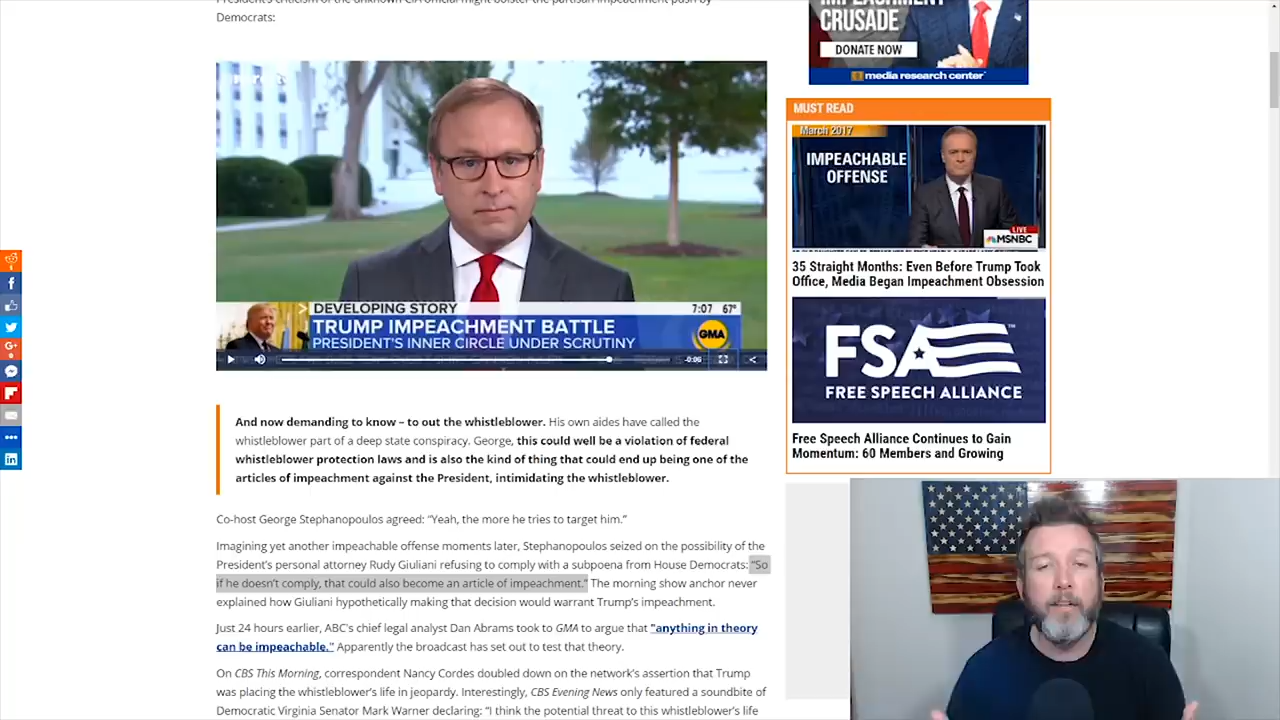 President's criticism of the unknown CIA official might bolster the partisan impeachment push by
Democrats:
DEVELOPING STORY
7:07 67°
TRUMP IMPEACHMENT BATTLE
PRESIDENT'S INNER CIRCLE UNDER SCRUTINY
GMA
-0:06
And now demanding to know – to out the whistleblower. His own aides have called the
whistleblower part of a deep state conspiracy. George, this could well be a violation of federal
whistleblower protection laws and is also the kind of thing that could end up being one of the
articles of impeachment against the President, intimidating the whistleblower.
Co-host George Stephanopoulos agreed: “Yeah, the more he tries to target him.”
Imagining yet another impeachable offense moments later, Stephanopoulos seized on the possibility of the
President’s personal attorney Rudy Giuliani refusing to comply with a subpoena from House Democrats: “So
if he doesn’t comply, that could also become an article of impeachment.” The morning show anchor never
explained how Giuliani hypothetically making that decision would warrant Trump’s impeachment.
Just 24 hours earlier, ABC’s chief legal analyst Dan Abrams took to GMA to argue that "anything in theory
can be impeachable." Apparently the broadcast has set out to test that theory.
On CBS This Morning, correspondent Nancy Cordes doubled down on the network’s assertion that Trump
was placing the whistleblower’s life in jeopardy. Interestingly, CBS Evening News only featured a soundbite of
Democratic Virginia Senator Mark Warner declaring: “I think the potential threat to this whistleblower’s life
IMPEACHMENT
CRUSADE
DONATE NOW
media research center
MUST READ
March 2017
IMPEACHABLE
OFFENSE
LIVE
MSNBC
35 Straight Months: Even Before Trump Took
Office, Media Began Impeachment Obsession
FSA
FREE SPEECH ALLIANCE
Free Speech Alliance Continues to Gain
Momentum: 60 Members and Growing